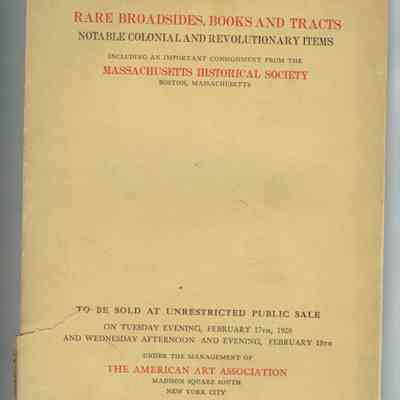 RARE BROADSIDES, BOOKS AND TRACTS
NOTABLE COLONIAL AND REVOLUTIONARY ITEMS
INCLUDING AN IMPORTANT CONSIGNMENT FROM THE
MASSACHUSETTS HISTORICAL SOCIETY
BOSTON, MASSACHUSETTS
TO BE SOLD AT UNRESTRICTED PUBLIC SALE
ON TUESDAY EVENING, FEBRUARY 17TH, 1920
AND WEDNESDAY AFTERNOON AND EVENING, FEBRUARY 18TH
UNDER THE MANAGEMENT OF
THE AMERICAN ART ASSOCIATION
MADISON SQUARE SOUTH
NEW YORK CITY